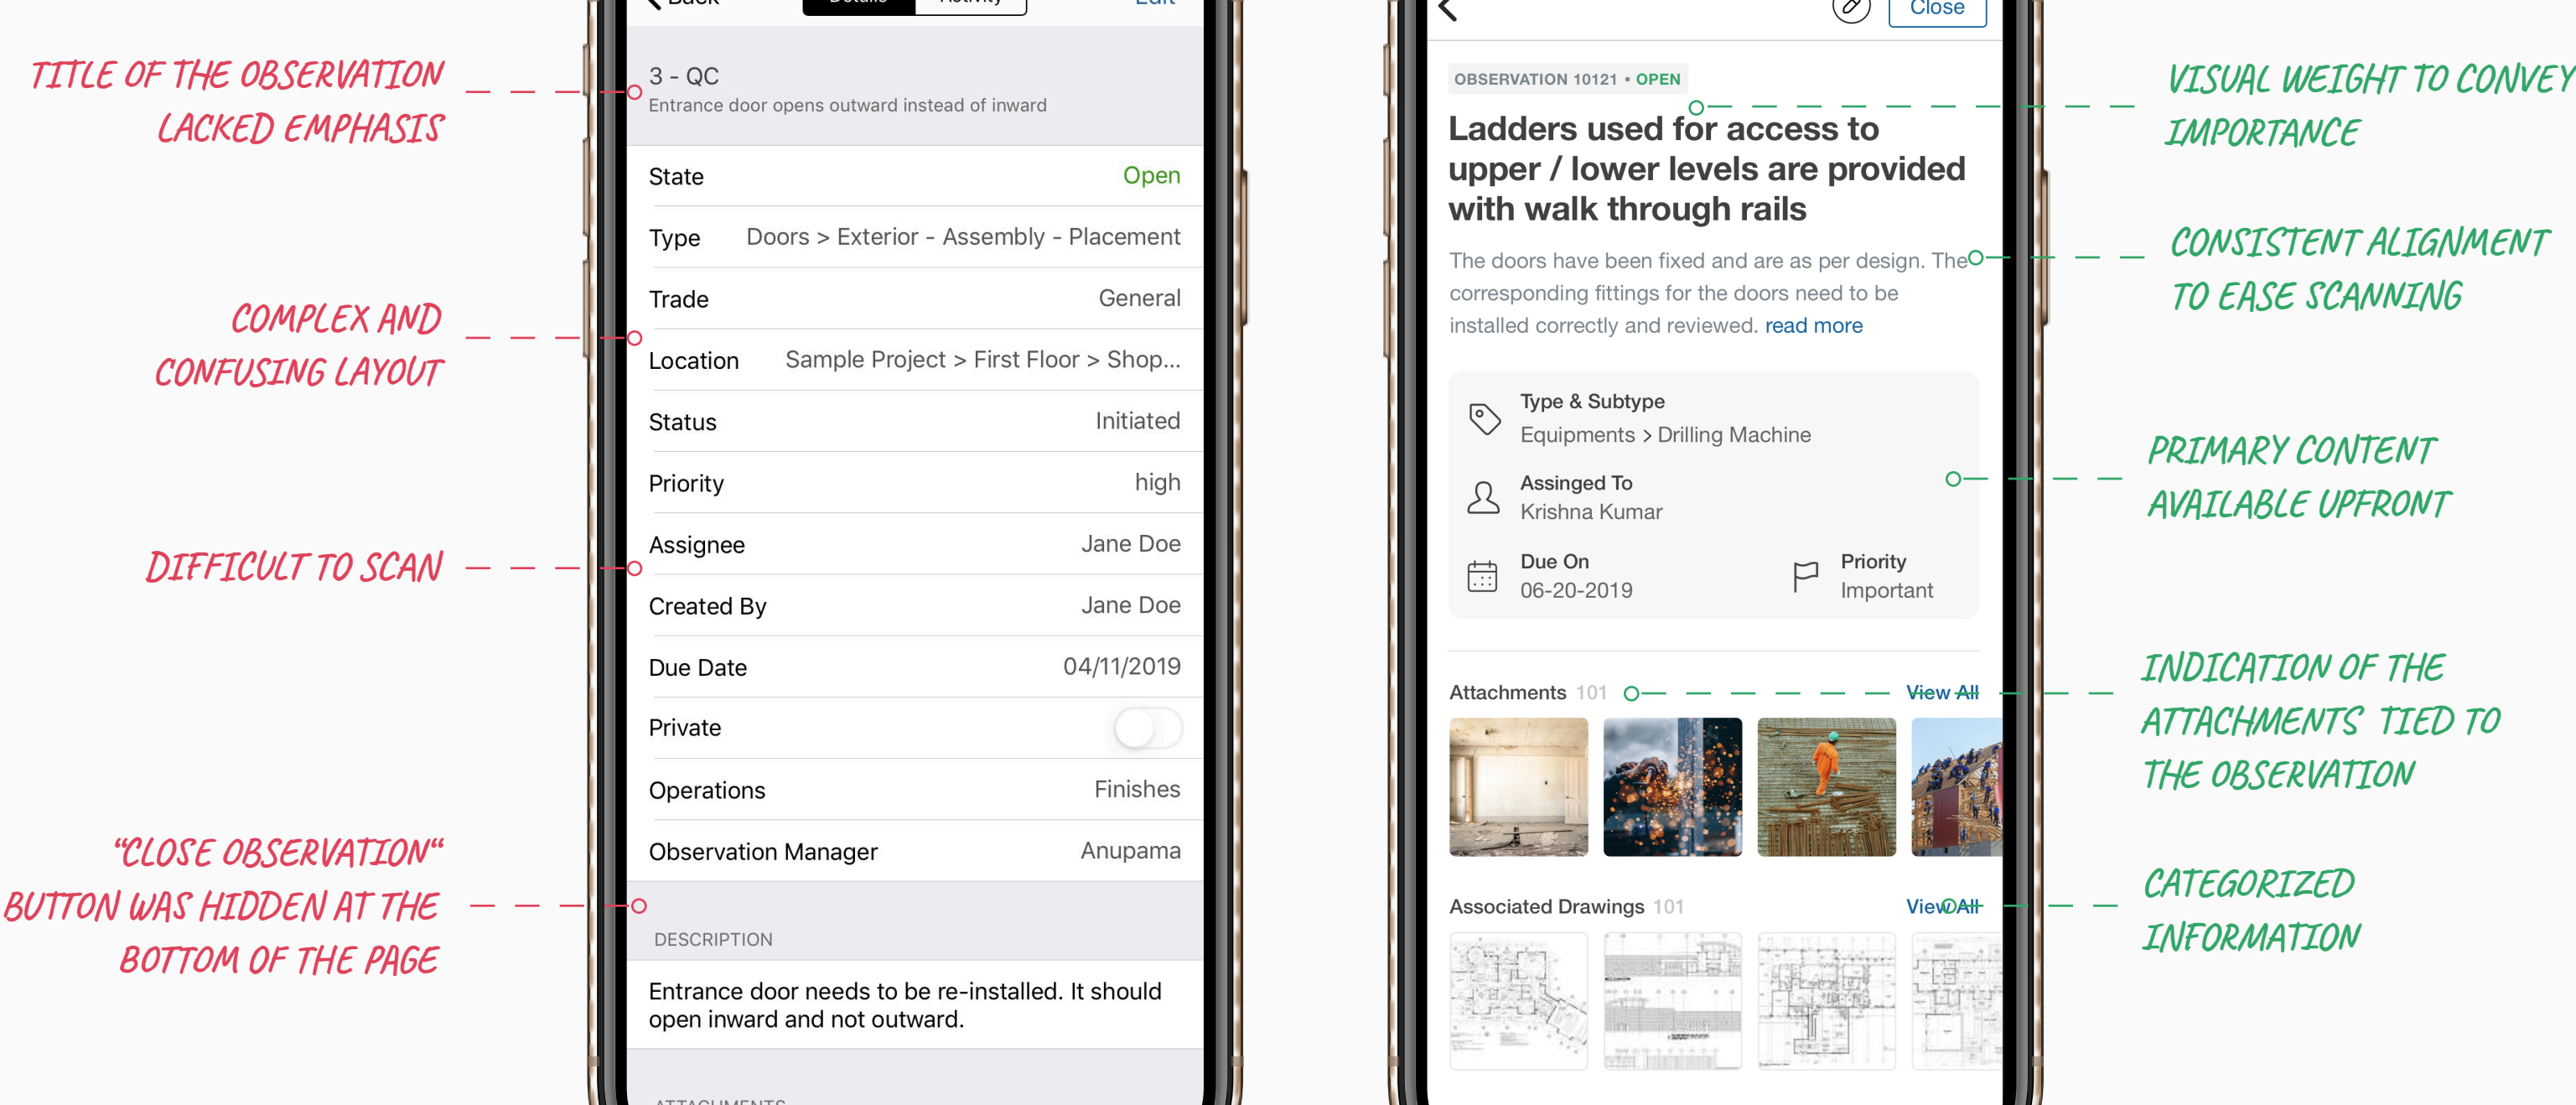 TITLE OF THE OBSERVATION
LACKED EMPHASIS
COMPLEX AND
CONFUSING LAYOUT
DIFFICULT TO SCAN
“CLOSE OBSERVATION“
BUTTON WAS HIDDEN AT THE
BOTTOM OF THE PAGE
Back
Details
Activity
Edit
3 - QC
Entrance door opens outward instead of inward
State Open
Type Doors > Exterior - Assembly - Placement
Trade General
Location Sample Project > First Floor > Shop...
Status Initiated
Priority high
Assignee Jane Doe
Created By Jane Doe
Due Date 04/11/2019
Private
Operations Finishes
Observation Manager Anupama
DESCRIPTION
Entrance door needs to be re-installed. It should
open inward and not outward.
ATTACHMENTS
Close
OBSERVATION 10121 • OPEN
Ladders used for access to
upper / lower levels are provided
with walk through rails
The doors have been fixed and are as per design. The
corresponding fittings for the doors need to be
installed correctly and reviewed. read more
Type & Subtype
Equipments > Drilling Machine
Assinged To
Krishna Kumar
Due On
06-20-2019
Priority
Important
Attachments 101 View All
Associated Drawings 101 View All
VISUAL WEIGHT TO CONVEY
IMPORTANCE
CONSISTENT ALIGNMENT
TO EASE SCANNING
PRIMARY CONTENT
AVAILABLE UPFRONT
INDICATION OF THE
ATTACHMENTS TIED TO
THE OBSERVATION
CATEGORIZED
INFORMATION